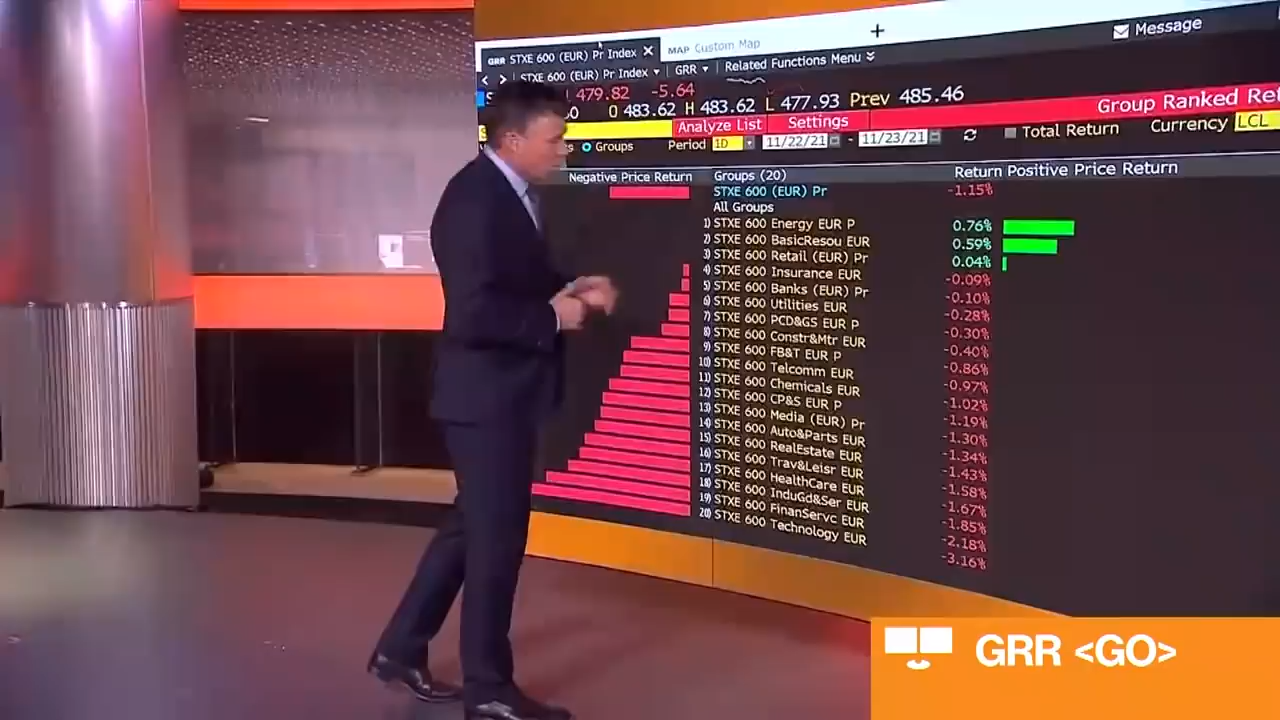 +
Message
GRR STXE 600 (EUR) Pr Index × MAP Custom Map
< > STXE 600 (EUR) Pr Index GRR Related Functions Menu
479.82 -5.64
O 483.62 H 483.62 L 477.93 Prev 485.46
Group Ranked Ret
Analyze List Settings
Groups Period 1D 11/22/21 - 11/23/21 Total Return Currency LCL
Negative Price Return Groups (20) Return Positive Price Return
STXE 600 (EUR) Pr -1.15%
All Groups
1) STXE 600 Energy EUR P 0.76%
2) STXE 600 BasicResou EUR 0.59%
3) STXE 600 Retail (EUR) Pr 0.04%
4) STXE 600 Insurance EUR -0.09%
5) STXE 600 Banks (EUR) Pr -0.10%
6) STXE 600 Utilities EUR -0.28%
7) STXE 600 PCD&GS EUR P -0.30%
8) STXE 600 Constr&Mtr EUR -0.40%
9) STXE 600 FB&T EUR P -0.86%
10) STXE 600 Telcomm EUR -0.97%
11) STXE 600 Chemicals EUR -1.02%
12) STXE 600 CP&S EUR P -1.19%
13) STXE 600 Media (EUR) Pr -1.30%
14) STXE 600 Auto&Parts EUR -1.34%
15) STXE 600 RealEstate EUR -1.43%
16) STXE 600 Trav&Leisr EUR -1.58%
17) STXE 600 HealthCare EUR -1.67%
18) STXE 600 InduGd&Ser EUR -1.85%
19) STXE 600 FinanServc EUR -2.18%
20) STXE 600 Technology EUR -3.16%
GRR <GO>